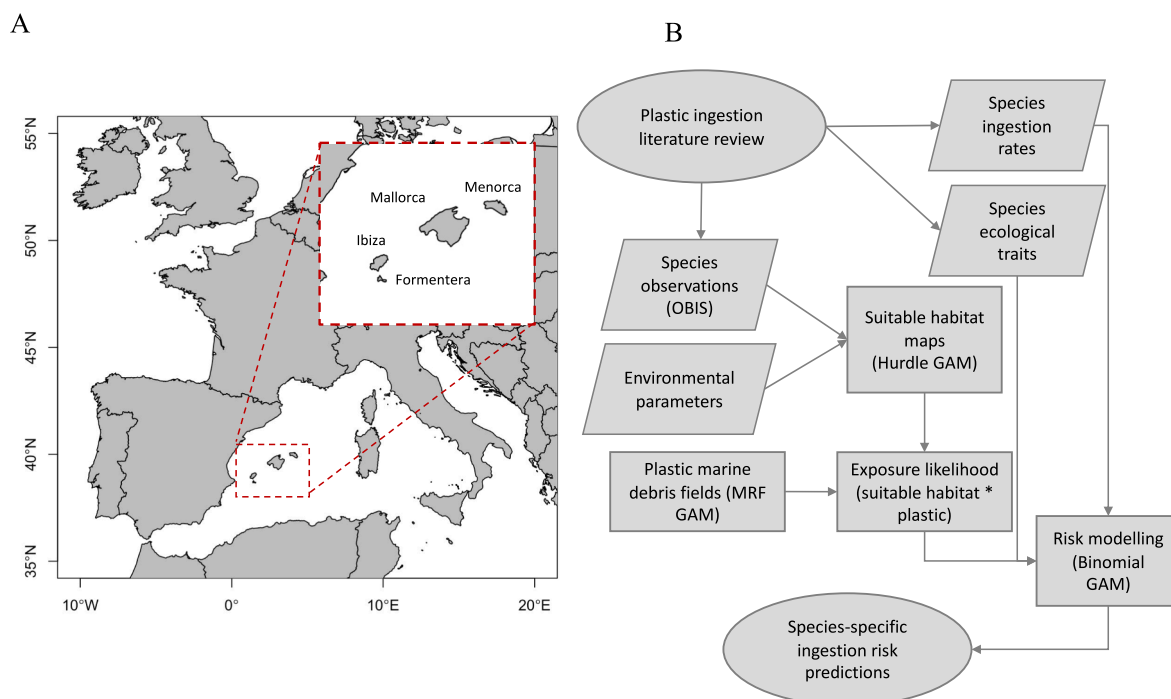 A
55°N
50°N
45°N
40°N
35°N
10°W
0°
10°E
20°E
Mallorca
Menorca
Ibiza
Formentera
B
Plastic ingestion
literature review
Species
ingestion
rates
Species
ecological
traits
Species
observations
(OBIS)
Environmental
parameters
Suitable habitat
maps
(Hurdle GAM)
Plastic marine
debris fields (MRF
GAM)
Exposure likelihood
(suitable habitat *
plastic)
Risk modelling
(Binomial
GAM)
Species-specific
ingestion risk
predictions